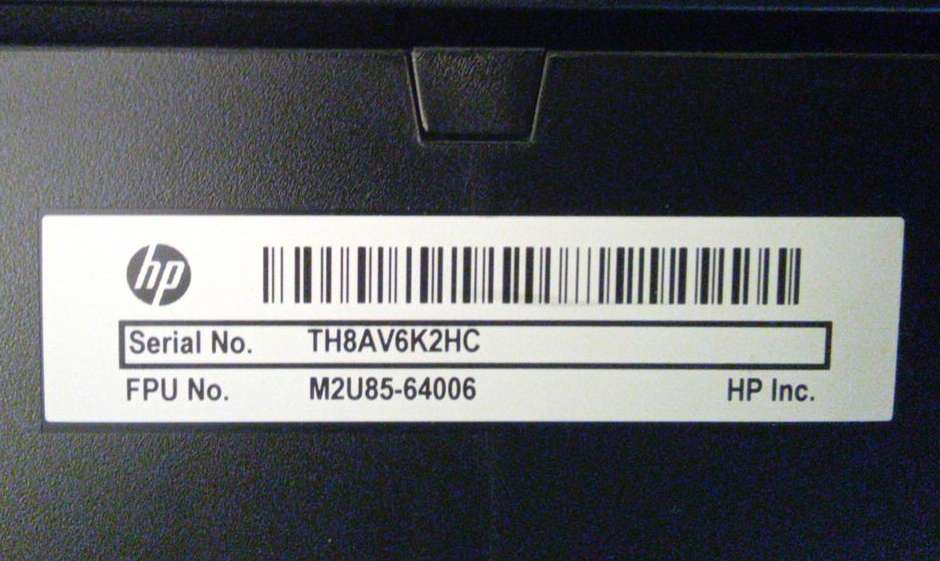 hp
Serial No. TH8AV6K2HC
FPU No. M2U85-64006 HP Inc.